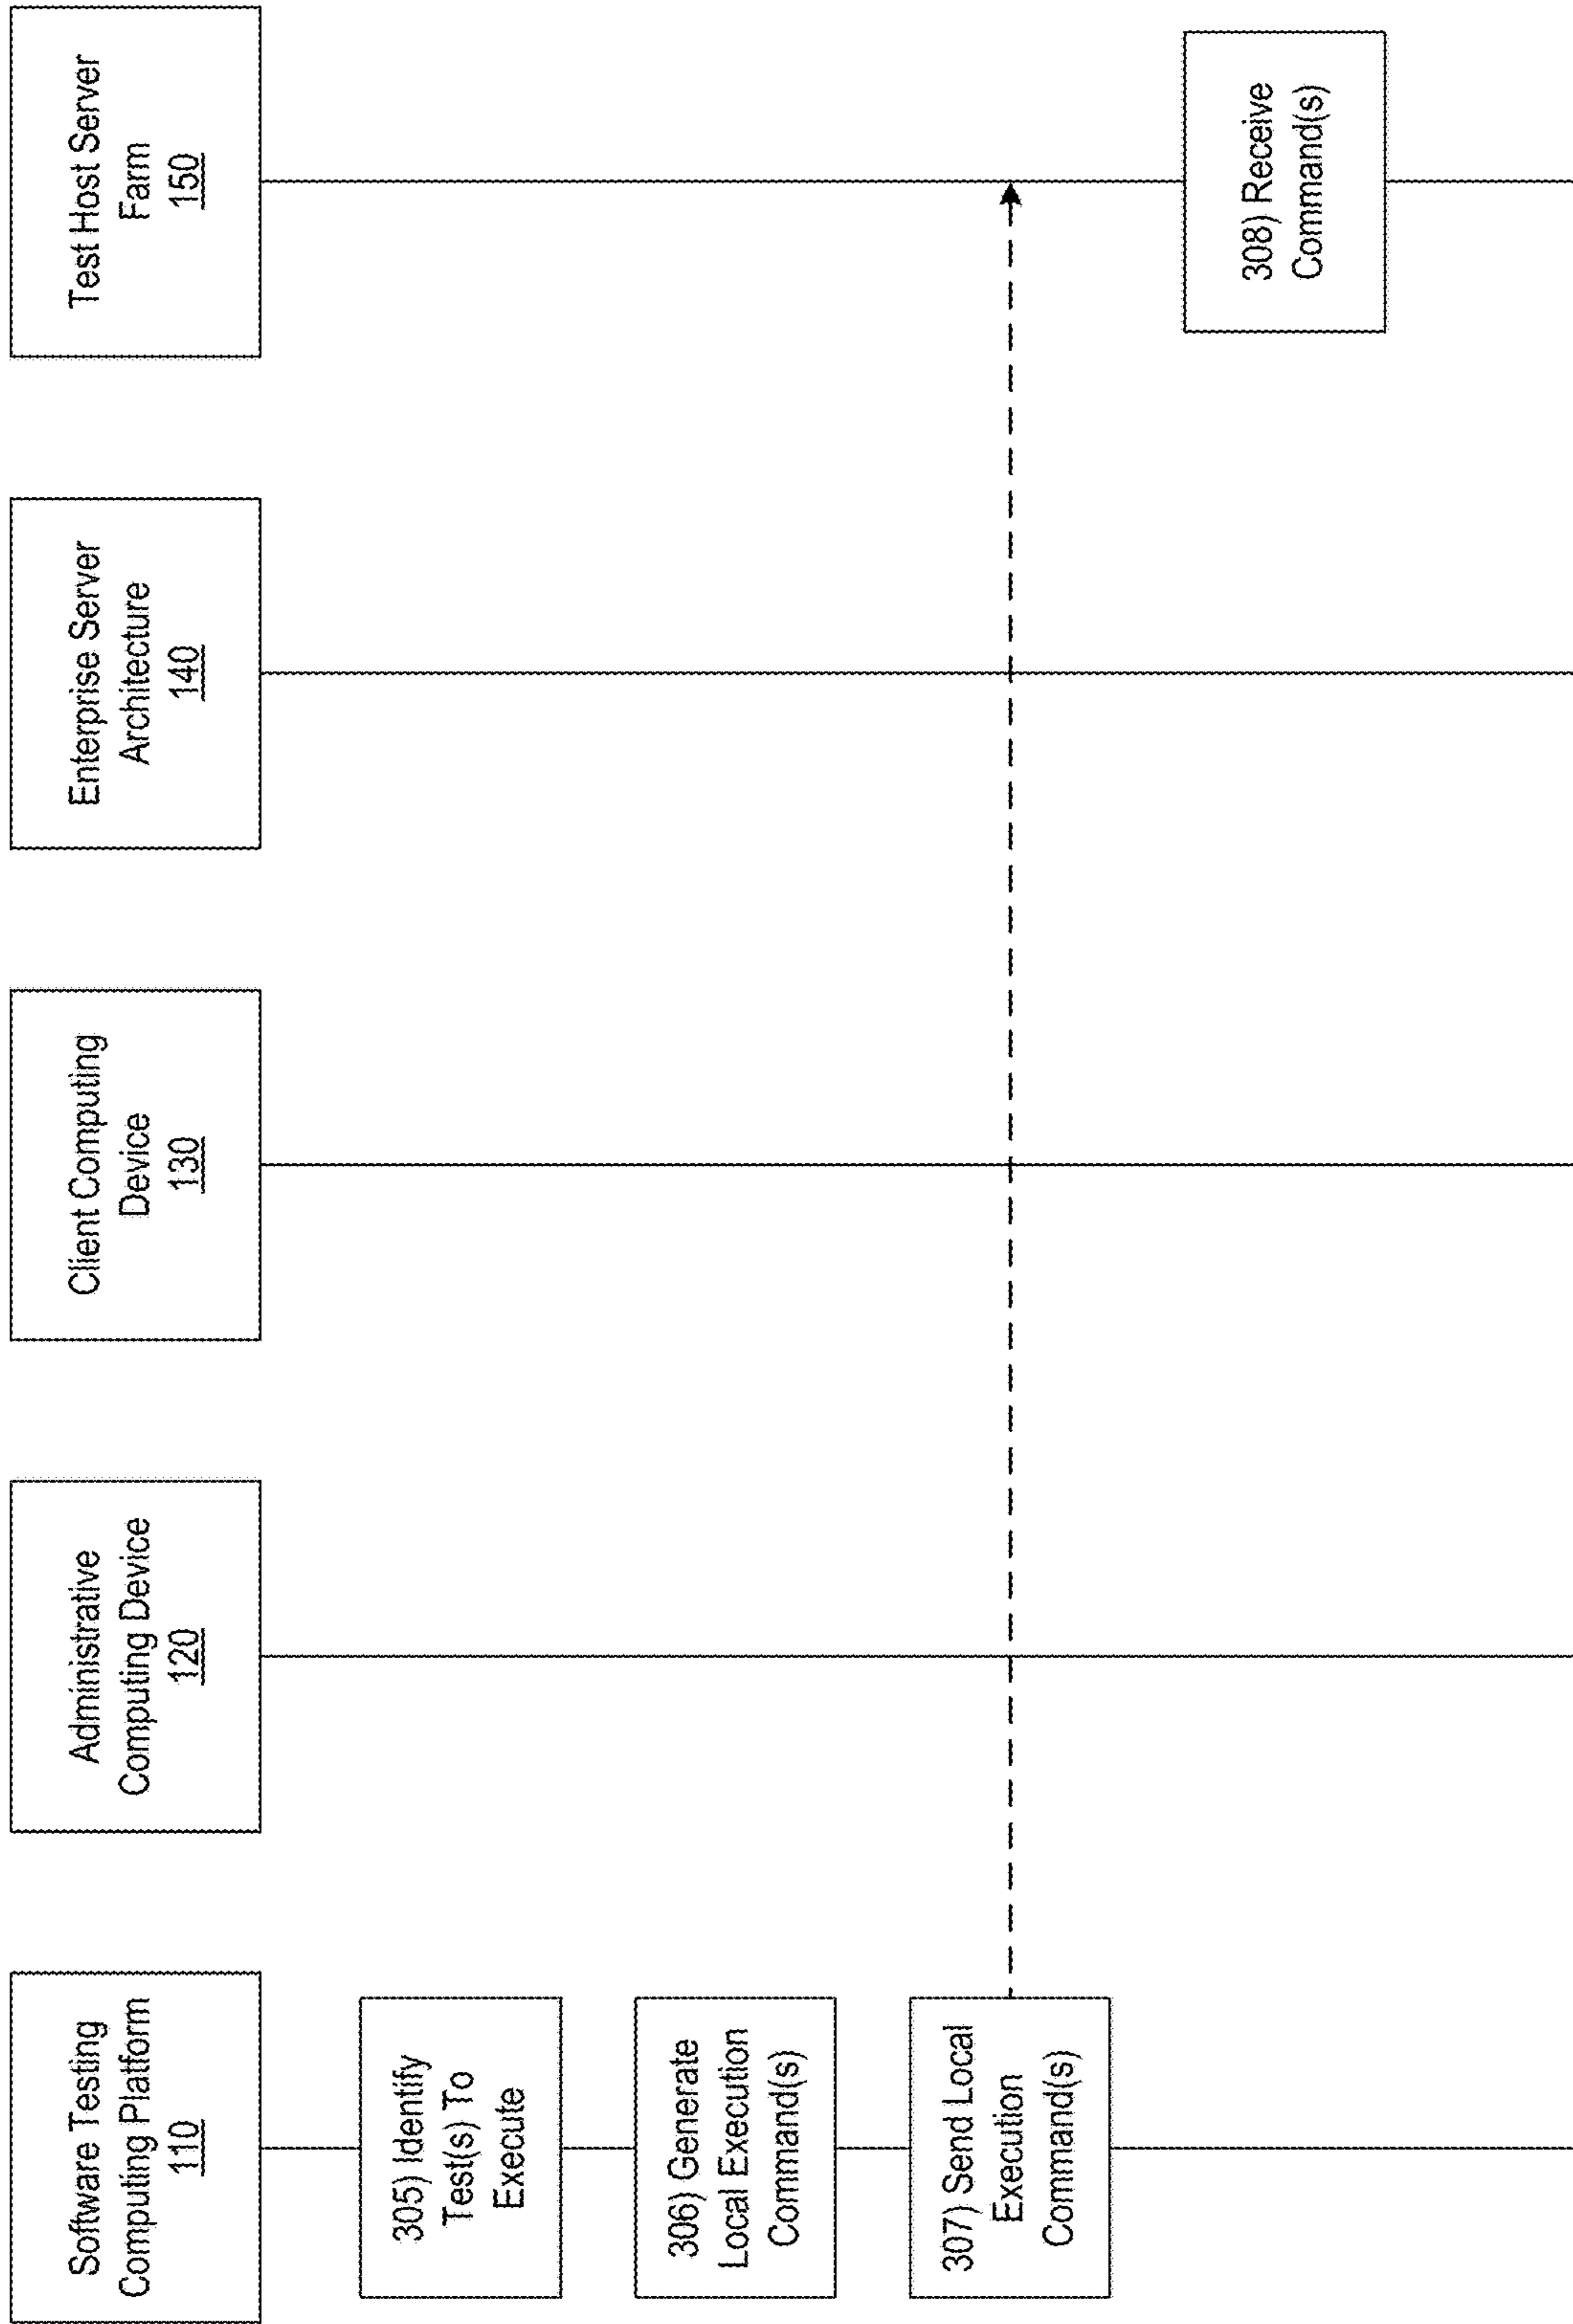 Software Testing
Computing Platform
110
Administrative
Computing Device
120
Client Computing
Device
130
Enterprise Server
Architecture
140
Test Host Server
Farm
150
305) Identify
Test(s) To
Execute
306) Generate
Local Execution
Command(s)
307) Send Local
Execution
Command(s)
308) Receive
Command(s)